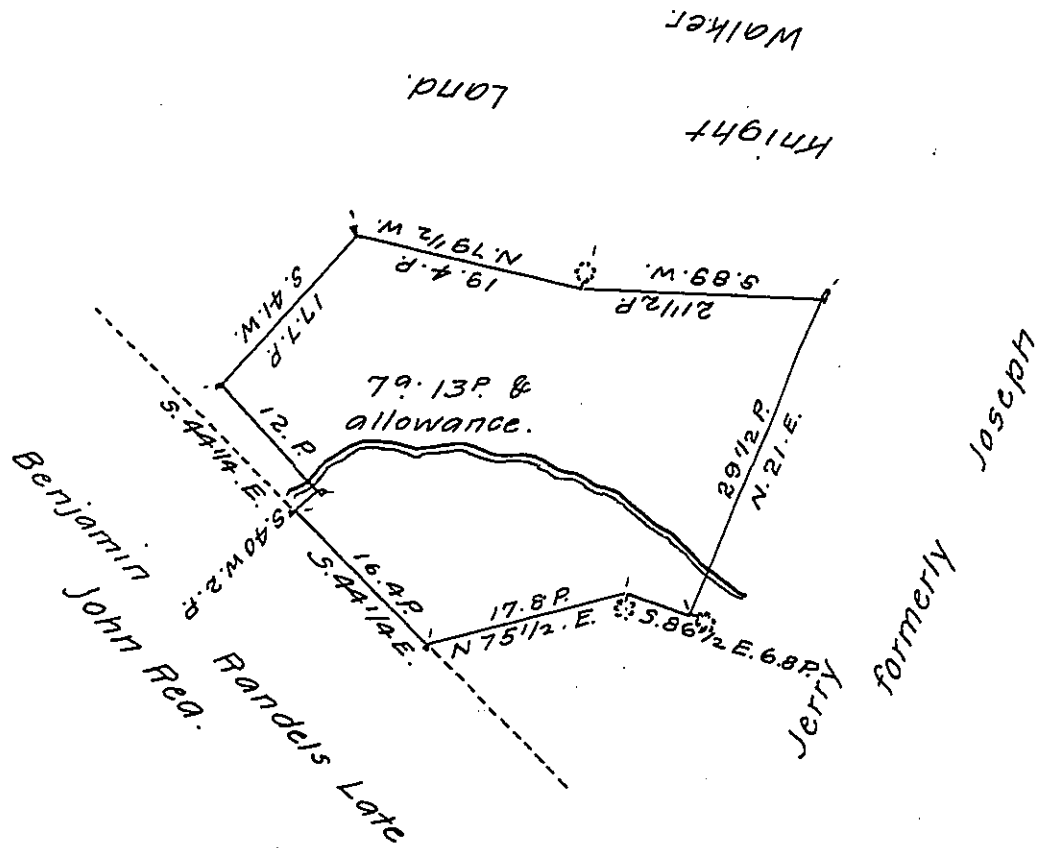 Walker.
Land.
Knight
N. 79 1/2 W.
19.4. P.
S. 89. W.
21 1/2 P.
S. 41. W.
17.7. P.
79. 13P. &
allowance.
12. P.
S. 44 1/4. E.
29 1/2 P.
N. 21. E.
Joseph
formerly
Jerry
S. 40 W. 2. P.
16.4 P.
S. 44 1/4 E.
17.8 P.
N 75 1/2. E.
S. 86 1/2 E. 6.8 P.
Benjamin
John Rea.
Randels Late